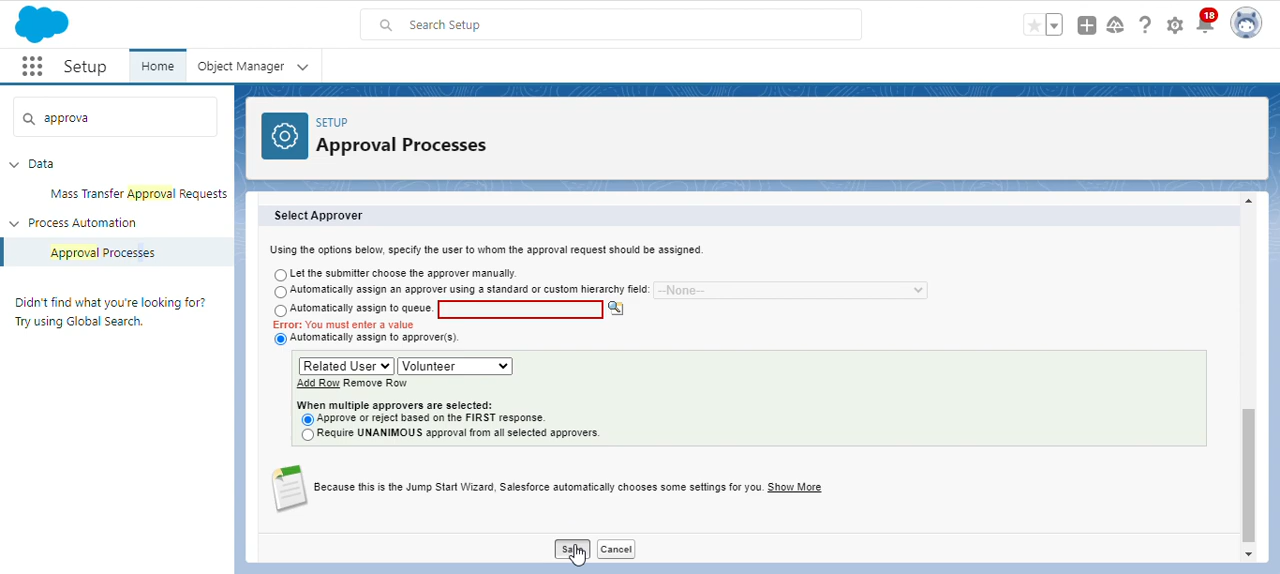 Search Setup
18
Setup
Home
Object Manager
approva
Data
Mass Transfer Approval Requests
Process Automation
Approval Processes
Didn't find what you're looking for?
Try using Global Search.
SETUP
Approval Processes
Select Approver
Using the options below, specify the user to whom the approval request should be assigned.
Let the submitter choose the approver manually.
Automatically assign an approver using a standard or custom hierarchy field: --None--
Automatically assign to queue.
Error: You must enter a value
Automatically assign to approver(s).
Related User Volunteer
Add Row Remove Row
When multiple approvers are selected:
Approve or reject based on the FIRST response.
Require UNANIMOUS approval from all selected approvers.
Because this is the Jump Start Wizard, Salesforce automatically chooses some settings for you. Show More
Cancel